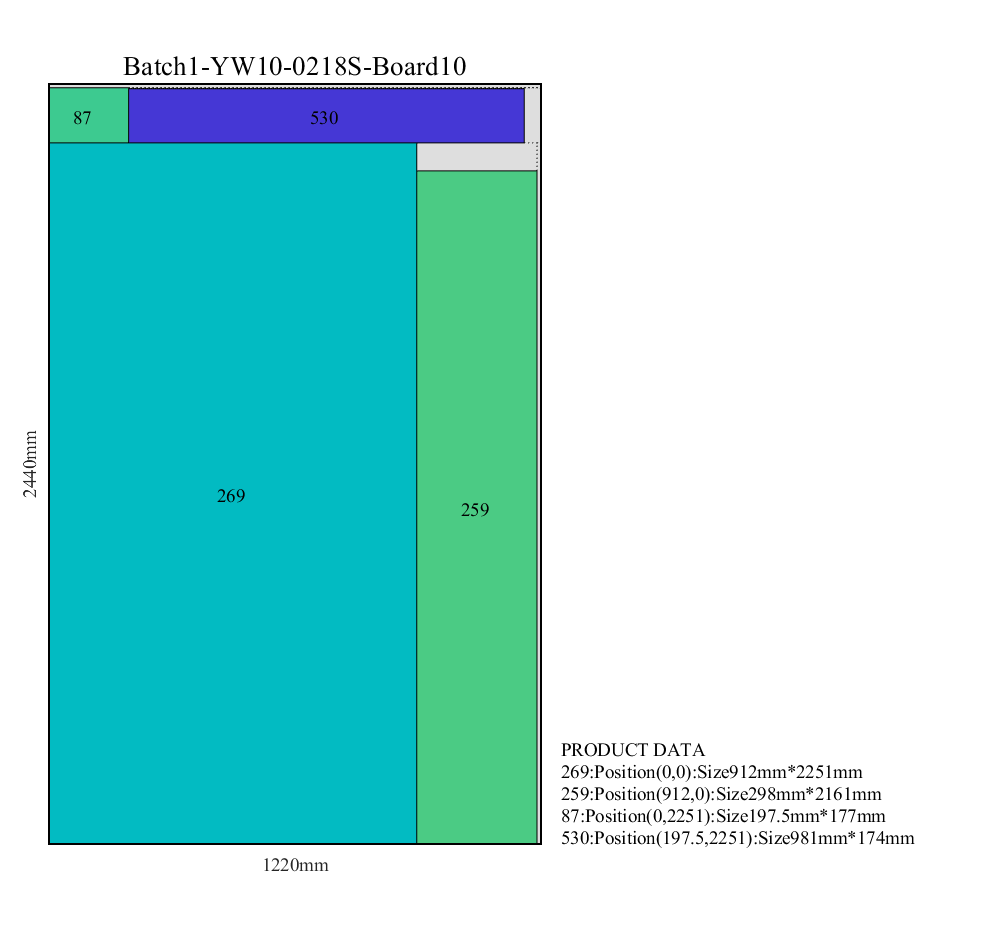 Batch1-YW10-0218S-Board10
87
530
2440mm
269
259
PRODUCT DATA
269:Position(0,0):Size912mm*2251mm
259:Position(912,0):Size298mm*2161mm
87:Position(0,2251):Size197.5mm*177mm
530:Position(197.5,2251):Size981mm*174mm
1220mm